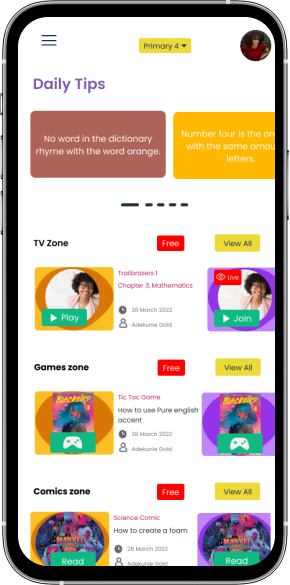 Primary 4
Daily Tips
No word in the dictionary
rhyme with the word orange.
Number four is the on
with the same amou
letters.
TV Zone
Free
View All
Trailbrazers 1
Chapter 3, Mathematics
28 March 2022
Adekunle Gold
Play
Live
Join
Games zone
Free
View All
BLACKBIRD
Tic Tac Game
How to use Pure english
accent
28 March 2022
Adekunle Gold
Comics zone
Free
View All
MARVEL
Science Comic
How to create a foam
28 March 2022
Adekunle Gold
Read
MARVEL
Read